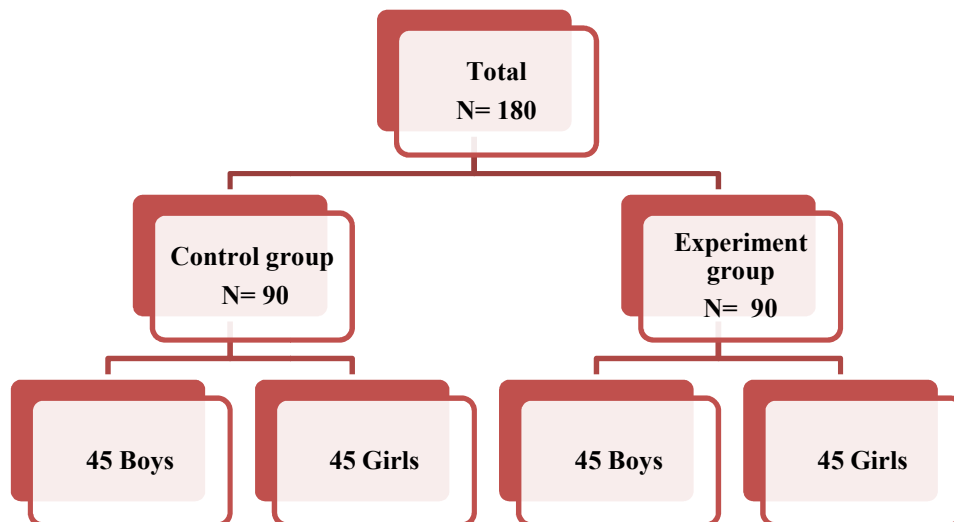 Total
N= 180
Control group
N= 90
Experiment
group
N=  90
45 Boys
45 Girls
45 Boys
45 Girls